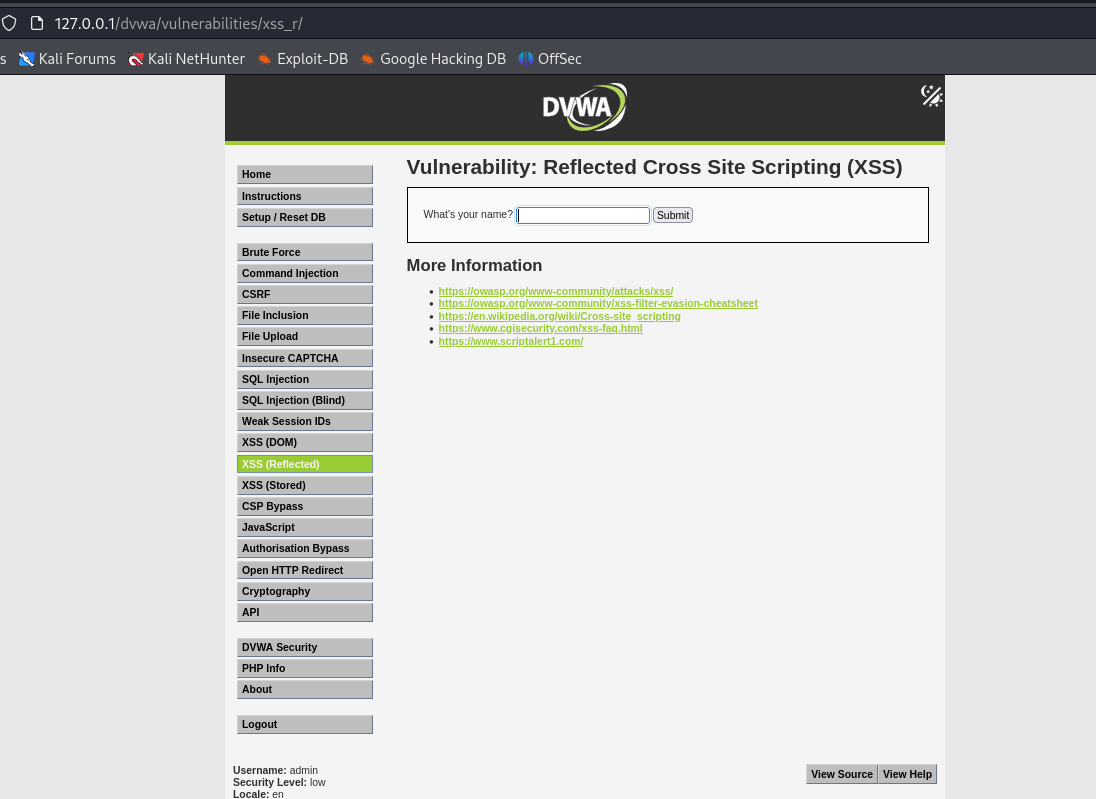 127.0.0.1/dvwa/vulnerabilities/xss_r/
s Kali Forums Kali NetHunter Exploit-DB Google Hacking DB OffSec
DVWA
Home
Instructions
Setup / Reset DB
Brute Force
Command Injection
CSRF
File Inclusion
File Upload
Insecure CAPTCHA
SQL Injection
SQL Injection (Blind)
Weak Session IDs
XSS (DOM)
XSS (Reflected)
XSS (Stored)
CSP Bypass
JavaScript
Authorisation Bypass
Open HTTP Redirect
Cryptography
API
DVWA Security
PHP Info
About
Logout
Vulnerability: Reflected Cross Site Scripting (XSS)
What's your name? Submit
More Information
https://owasp.org/www-community/attacks/xss/
https://owasp.org/www-community/xss-filter-evasion-cheatsheet
https://en.wikipedia.org/wiki/Cross-site_scripting
https://www.cgisecurity.com/xss-faq.html
https://www.scriptalert1.com/
Username: admin
Security Level: low
Locale: en
View Source View Help